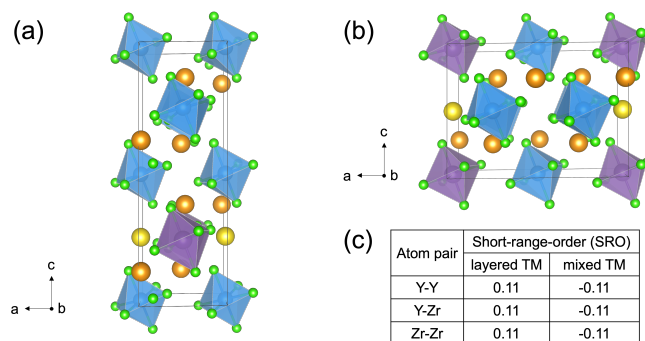 (a)
(b)
c
a b
c
a b
(c)
Atom pair Short-range-order (SRO)
layered TM mixed TM
Y-Y 0.11 -0.11
Y-Zr 0.11 -0.11
Zr-Zr 0.11 -0.11